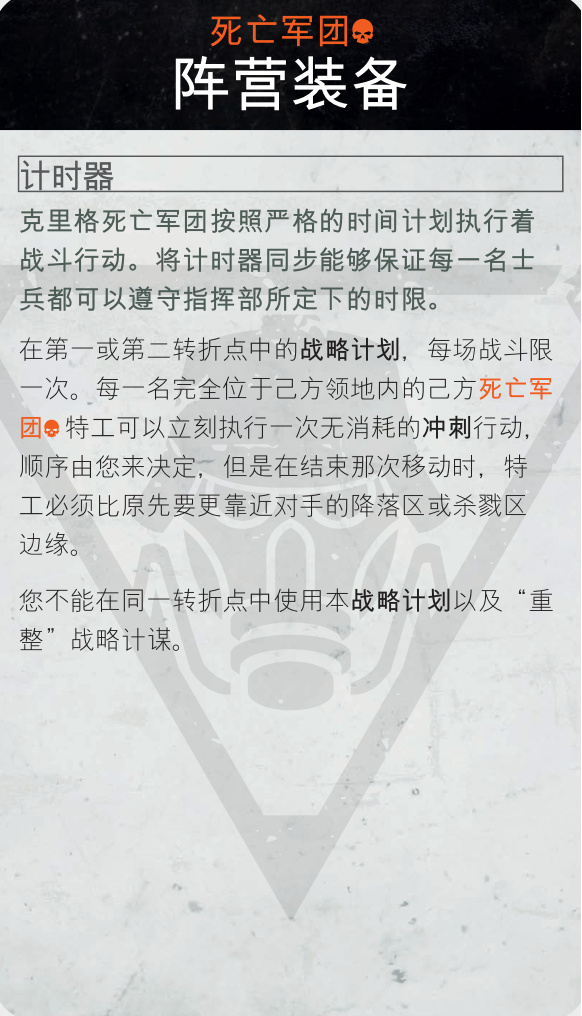 死亡军团
阵营装备
计时器
克里格死亡军团按照严格的时间计划执行着
战斗行动。将计时器同步能够保证每一名士
兵都可以遵守指挥部所定下的时限。
在第一或第二转折点中的战略计划，每场战斗限
一次。每一名完全位于己方领地内的己方死亡军
团特工可以立刻执行一次无消耗的冲刺行动，
顺序由您来决定，但是在结束那次移动时，特
工必须比原先要更靠近对手的降落区或杀戮区
边缘。
您不能在同一转折点中使用本战略计划以及“重
整”战略计谋。